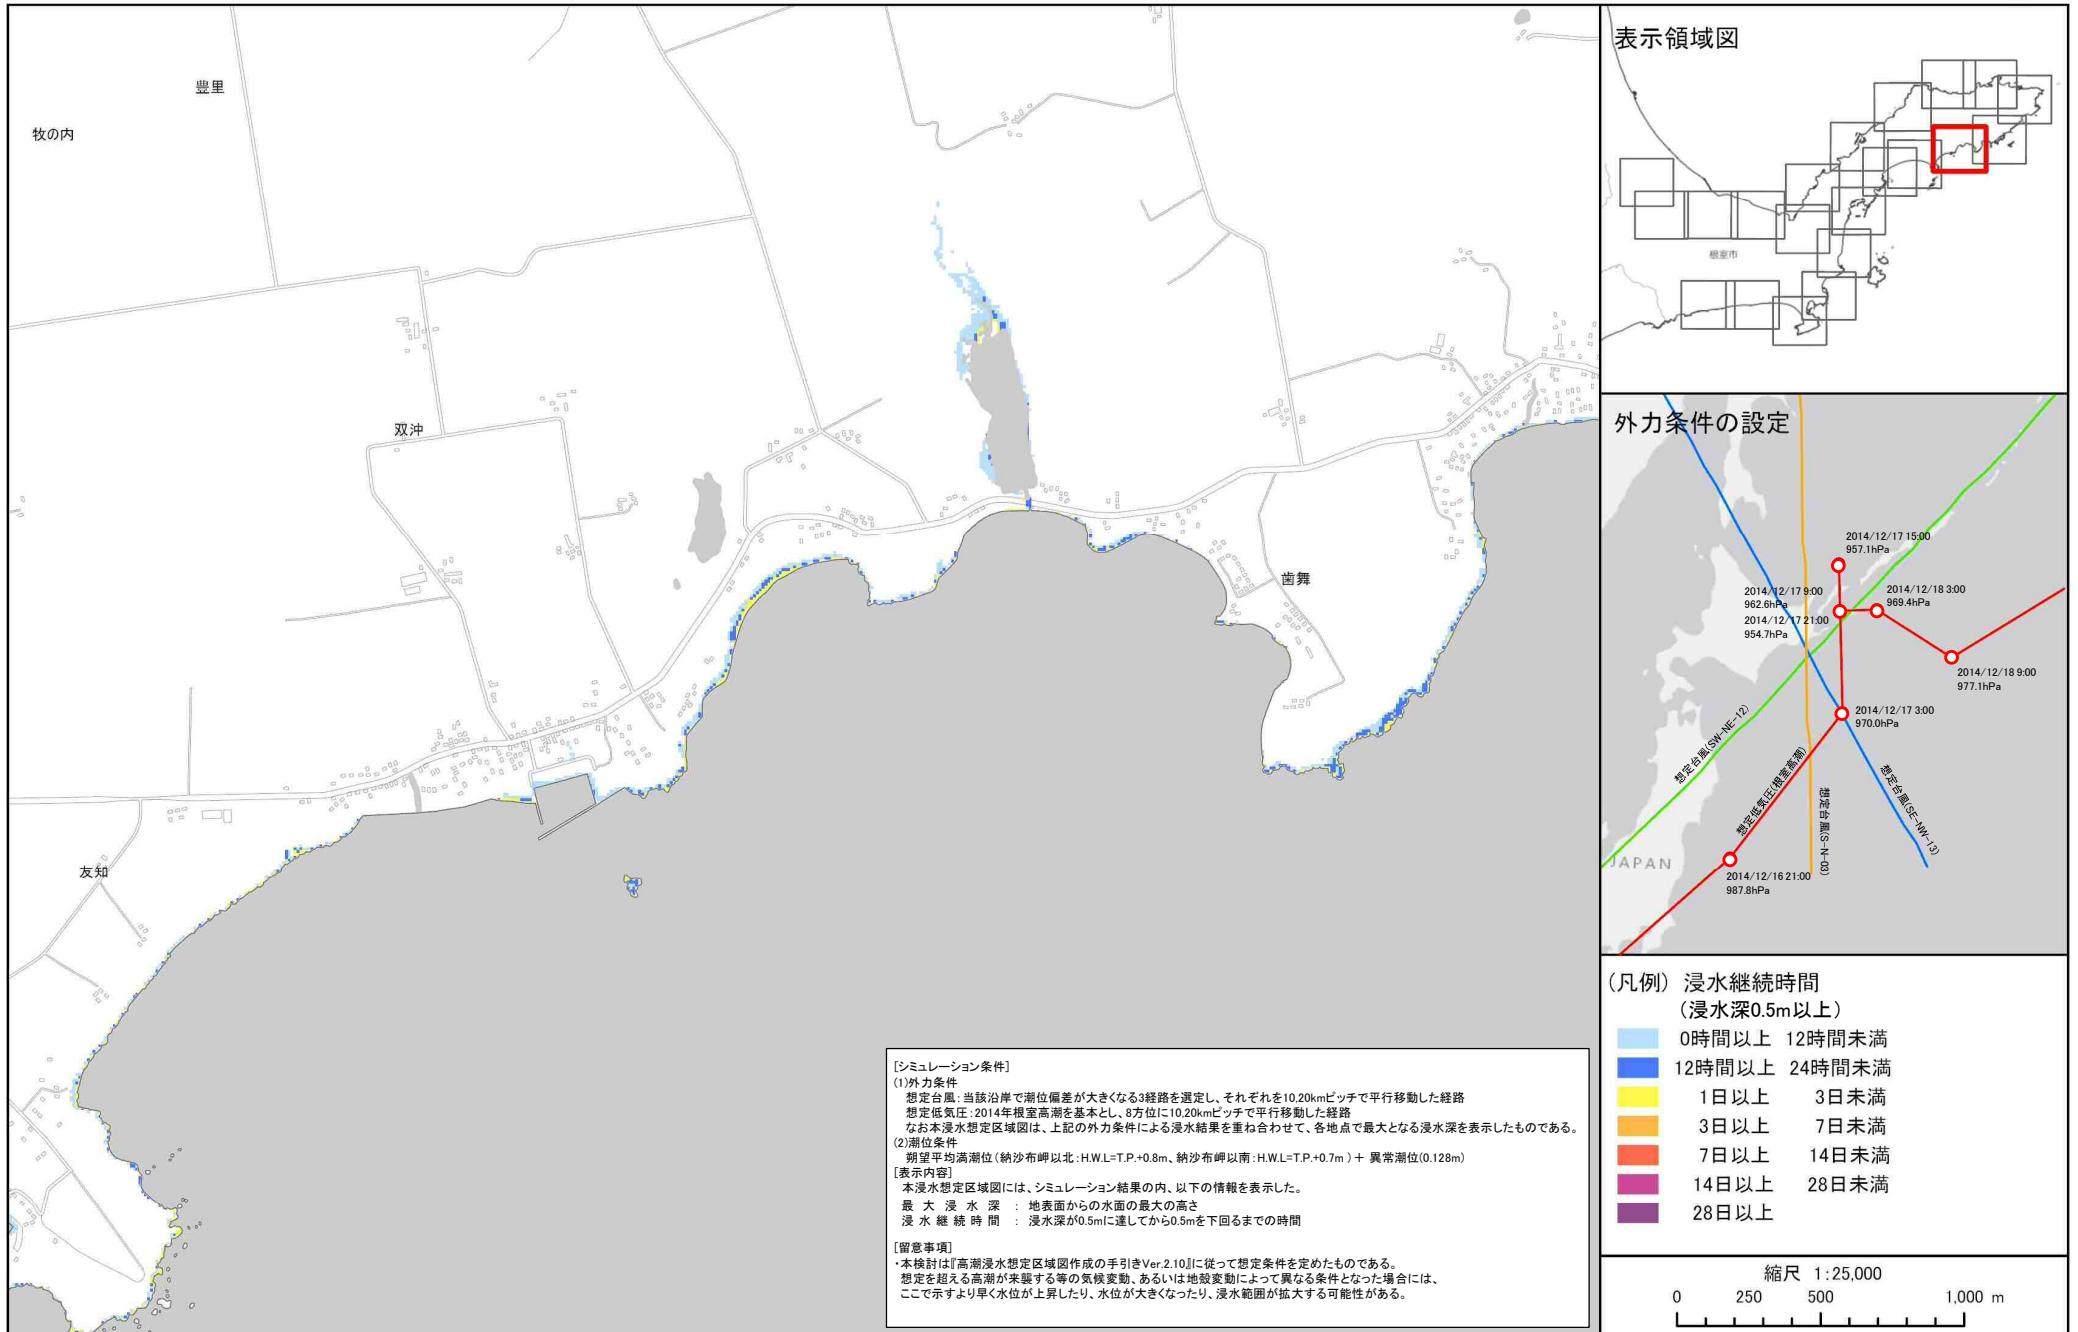 豊里
牧の内
双沖
歯舞
友知
表示領域図
根室市
外力条件の設定
2014/12/17 15:00
957.1hPa
2014/12/17 9:00
962.6hPa
2014/12/18 3:00
969.4hPa
2014/12/17 21:00
954.7hPa
2014/12/18 9:00
977.1hPa
2014/12/17 3:00
970.0hPa
想定台風(SW-NE-12)
想定低気圧(根室高潮)
想定台風(S-N-03)
想定台風(SE-NW-13)
JAPAN
2014/12/16 21:00
987.8hPa
(凡例) 浸水継続時間
(浸水深0.5m以上)
0時間以上 12時間未満
12時間以上 24時間未満
1日以上 3日未満
3日以上 7日未満
7日以上 14日未満
14日以上 28日未満
28日以上
縮尺 1:25,000
0 250 500 1,000 m
[シミュレーション条件]
(1)外力条件
想定台風:当該沿岸で潮位偏差が大きくなる3経路を選定し、それぞれを10,20kmピッチで平行移動した経路
想定低気圧:2014年根室高潮を基本とし、8方位に10,20kmピッチで平行移動した経路
なお本浸水想定区域図は、上記の外力条件による浸水結果を重ね合わせて、各地点で最大となる浸水深を表示したものである。
(2)潮位条件
朔望平均満潮位(納沙布岬以北:H.W.L=T.P.+0.8m、納沙布岬以南:H.W.L=T.P.+0.7m)+ 異常潮位(0.128m)
[表示内容]
本浸水想定区域図には、シミュレーション結果の内、以下の情報を表示した。
最 大 浸 水 深 : 地表面からの水面の最大の高さ
浸 水 継 続 時 間 : 浸水深が0.5mに達してから0.5mを下回るまでの時間
[留意事項]
・本検討は『高潮浸水想定区域図作成の手引きVer.2.10』に従って想定条件を定めたものである。
想定を超える高潮が来襲する等の気候変動、あるいは地殻変動によって異なる条件となった場合には、
ここで示すより早く水位が上昇したり、水位が大きくなったり、浸水範囲が拡大する可能性がある。